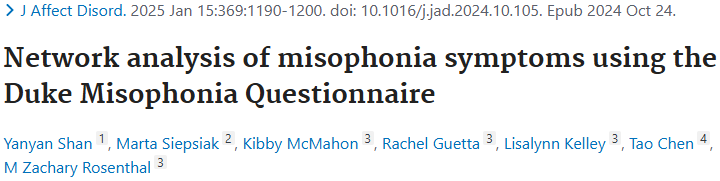 J Affect Disord. 2025 Jan 15:369:1190-1200. doi: 10.1016/j.jad.2024.10.105. Epub 2024 Oct 24.
Network analysis of misophonia symptoms using the
Duke Misophonia Questionnaire
Yanyan Shan 1, Marta Siepsiak 2, Kibby McMahon 3, Rachel Guetta 3, Lisalynn Kelley 3, Tao Chen 4,
M Zachary Rosenthal 3